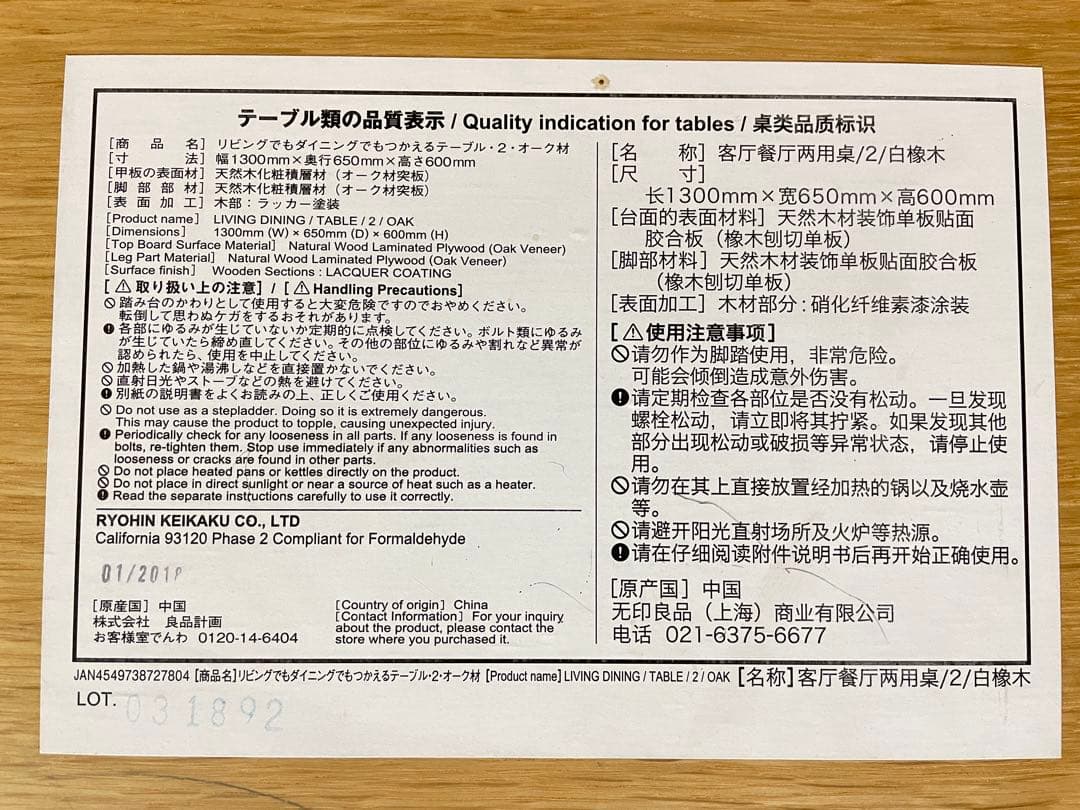 テーブル類の品質表示 / Quality indication for tables / 桌类品质标识
[商品名] リビングでもダイニングでもつかえるテーブル・2・オーク材
[寸法] 幅1300mm×奥行650mm×高さ600mm
[甲板の表面材] 天然木化粧積層材（オーク材突板）
[脚部部材] 天然木化粧積層材（オーク材突板）
[表面加工] 木部：ラッカー塗装
[Product name] LIVING DINING / TABLE / 2 / OAK
[Dimensions] 1300mm (W) × 650mm (D) × 600mm (H)
[Top Board Surface Material] Natural Wood Laminated Plywood (Oak Veneer)
[Leg Part Material] Natural Wood Laminated Plywood (Oak Veneer)
[Surface finish] Wooden Sections : LACQUER COATING
[⚠取り扱い上の注意] / [⚠Handling Precautions]
踏み台のかわりとして使用すると大変危険ですのでおやめください。
転倒して思わぬケガをするおそれがあります。
各部にゆるみが生じていないか定期的に点検してください。ボルト類にゆるみ
が生じていたら締め直してください。その他の部位にゆるみや割れなど異常が
認められたら、使用を中止してください。
加熱した鍋や湯沸しなどを直接置かないでください。
直射日光やストーブなどの熱を避けてください。
別紙の説明書をよくお読みの上、正しくご使用ください。
Do not use as a stepladder. Doing so it is extremely dangerous.
This may cause the product to topple, causing unexpected injury.
Periodically check for any looseness in all parts. If any looseness is found in
bolts, re-tighten them. Stop use immediately if any abnormalities such as
looseness or cracks are found in other parts.
Do not place heated pans or kettles directly on the product.
Do not place in direct sunlight or near a source of heat such as a heater.
Read the separate instructions carefully to use it correctly.
RYOHIN KEIKAKU CO., LTD
California 93120 Phase 2 Compliant for Formaldehyde
01/201
[原産国] 中国
株式会社 良品計画
お客様室でんわ 0120-14-6404
[Country of origin] China
[Contact Information] For your inquiry
about the product, please contact the
store where you purchased it.
[名称] 客厅餐厅两用桌/2/白橡木
[尺寸]
长1300mm×宽650mm×高600mm
[台面的表面材料] 天然木材装饰单板贴面
胶合板（橡木刨切单板）
[脚部材料] 天然木材装饰单板贴面胶合板
（橡木刨切单板）
[表面加工] 木材部分：硝化纤维素漆涂装
[⚠使用注意事项]
请勿作为脚踏使用，非常危险。
可能会倾倒造成意外伤害。
请定期检查各部位是否没有松动。一旦发现
螺栓松动，请立即将其拧紧。如果发现其他
部分出现松动或破损等异常状态，请停止使
用。
请勿在其上直接放置经加热的锅以及烧水壶
等。
请避开阳光直射场所及火炉等热源。
请在仔细阅读附件说明书后再开始正确使用。
[原产国] 中国
无印良品（上海）商业有限公司
电话 021-6375-6677
JAN4549738727804 [商品名]リビングでもダイニングでもつかえるテーブル・2・オーク材 [Product name] LIVING DINING / TABLE / 2 / OAK [名称]客厅餐厅两用桌/2/白橡木
LOT. 031892